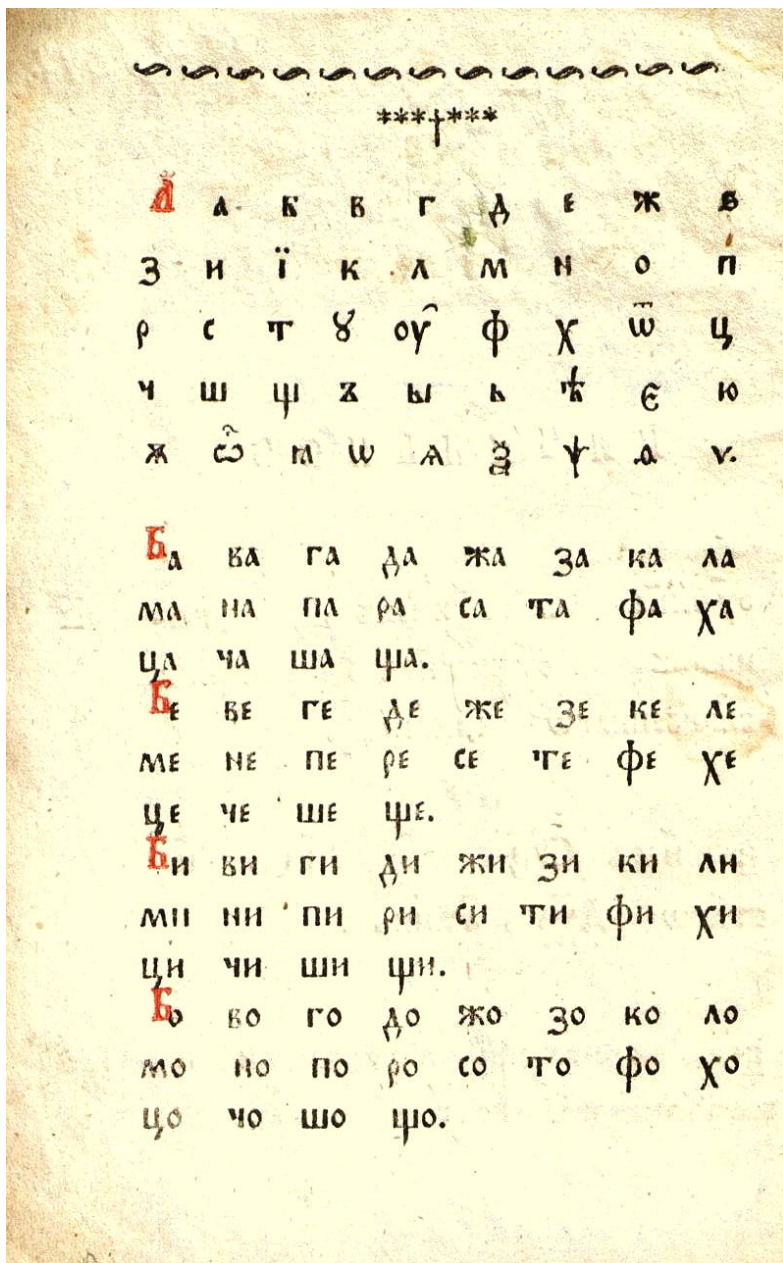 ***†***
А҆ а б в г д е ж ѕ
з и ї к л м н о п
р с т ꙋ оу҆̑ ф х ѿ ц
ч ш щ ъ ы ь ѣ є ю
ѫ ѽ ꙗ ѡ ѧ ѯ ѱ ѳ ѵ.
Ба ва га да жа за ка ла
ма на па ра са та фа ха
ца ча ша ща.
Бе ве ге де же зе ке ле
ме не пе ре се те фе хе
це че ше ще.
Би ви ги ди жи зи ки ли
ми ни пи ри си ти фи хи
ци чи ши щи.
Бо во го до жо зо ко ло
мо но по ро со то фо хо
цо чо шо що.